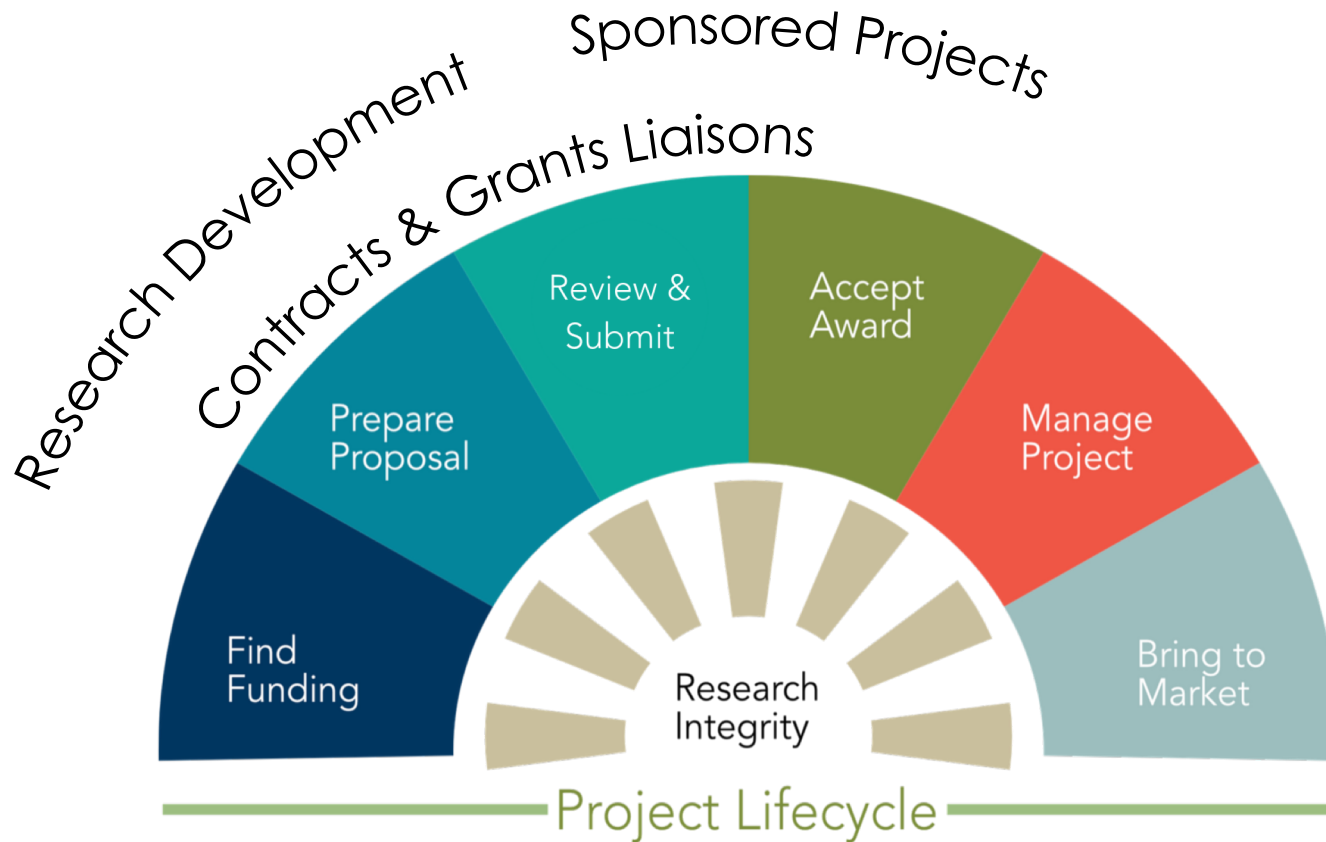 Sponsored Projects
Research Development
Contracts & Grants Liaisons
Find
Funding
Prepare
Proposal
Review &
Submit
Accept
Award
Manage
Project
Bring to
Market
Research
Integrity
Project Lifecycle